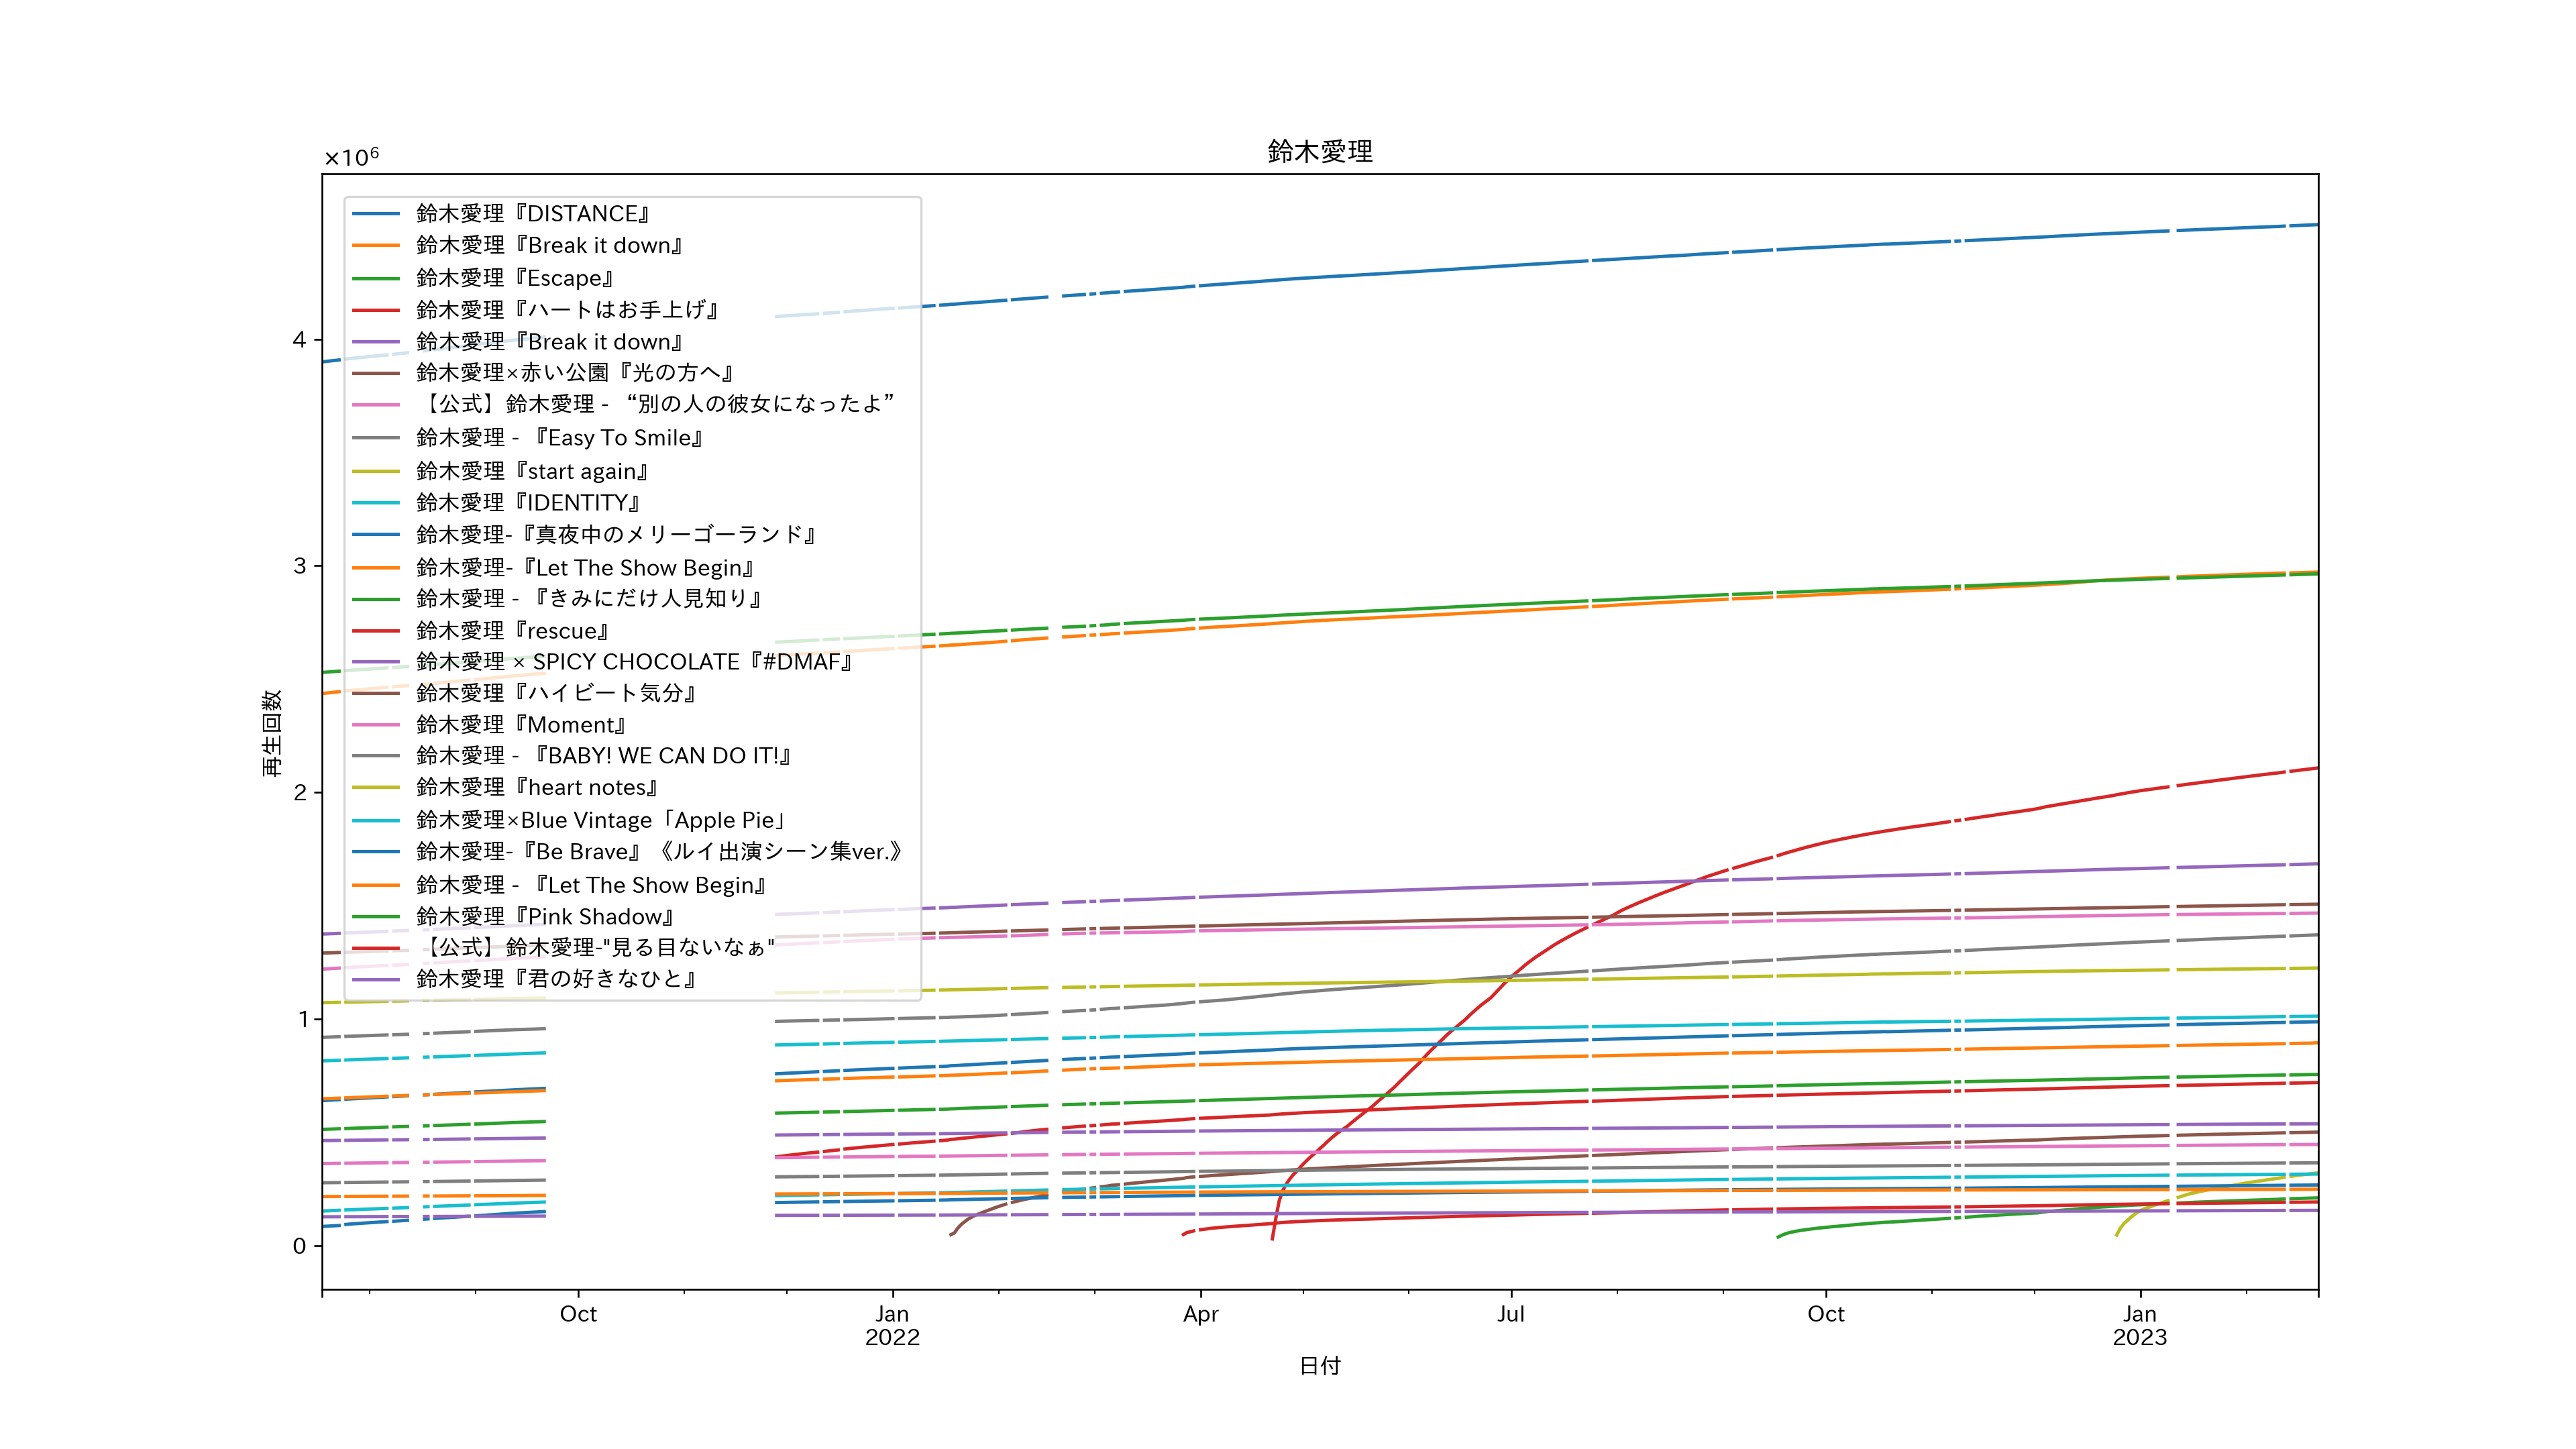 鈴木愛理
×10⁶
鈴木愛理『DISTANCE』
鈴木愛理『Break it down』
鈴木愛理『Escape』
鈴木愛理『ハートはお手上げ』
鈴木愛理『Break it down』
鈴木愛理×赤い公園『光の方へ』
【公式】鈴木愛理 - “別の人の彼女になったよ”
鈴木愛理 - 『Easy To Smile』
鈴木愛理『start again』
鈴木愛理『IDENTITY』
鈴木愛理-『真夜中のメリーゴーランド』
鈴木愛理-『Let The Show Begin』
鈴木愛理 - 『きみにだけ人見知り』
鈴木愛理『rescue』
鈴木愛理 × SPICY CHOCOLATE『#DMAF』
鈴木愛理『ハイビート気分』
鈴木愛理『Moment』
鈴木愛理 - 『BABY! WE CAN DO IT!』
鈴木愛理『heart notes』
鈴木愛理×Blue Vintage「Apple Pie」
鈴木愛理-『Be Brave』《ルイ出演シーン集ver.》
鈴木愛理 - 『Let The Show Begin』
鈴木愛理『Pink Shadow』
【公式】鈴木愛理-"見る目ないなぁ"
鈴木愛理『君の好きなひと』
再生回数
4
3
2
1
0
Oct
Jan
2022
Apr
Jul
Oct
Jan
2023
日付